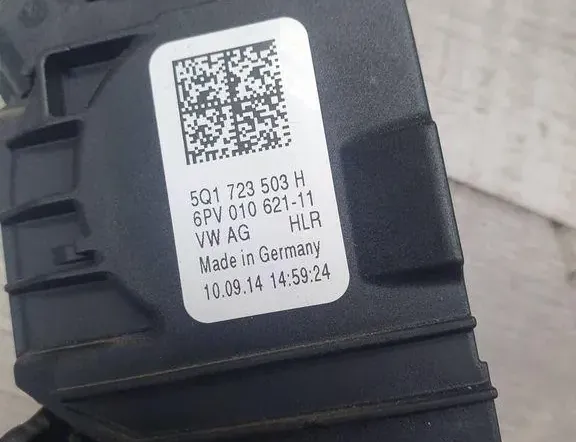 5Q1 723 503 H
6PV 010 621-11
VW AG HLR
Made in Germany
10.09.14 14:59:24